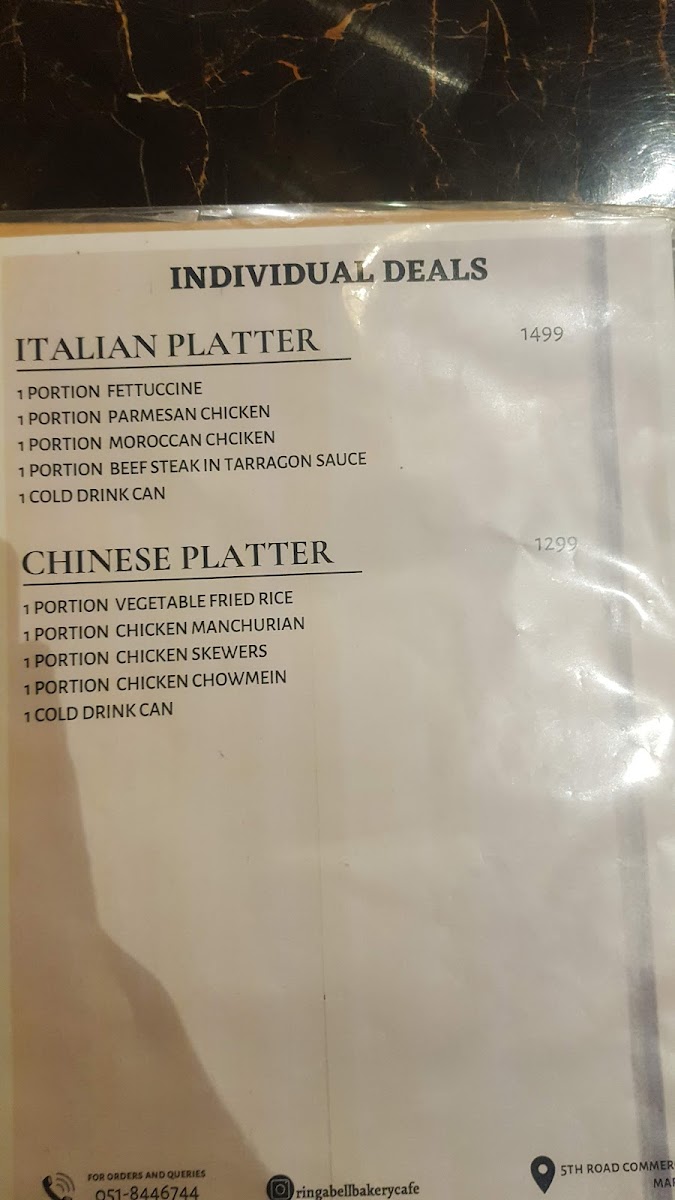 INDIVIDUAL DEALS
ITALIAN PLATTER 1499
1 PORTION FETTUCCINE
1 PORTION PARMESAN CHICKEN
1 PORTION MOROCCAN CHCIKEN
1 PORTION BEEF STEAK IN TARRAGON SAUCE
1 COLD DRINK CAN
CHINESE PLATTER 1299
1 PORTION VEGETABLE FRIED RICE
1 PORTION CHICKEN MANCHURIAN
1 PORTION CHICKEN SKEWERS
1 PORTION CHICKEN CHOWMEIN
1 COLD DRINK CAN
FOR ORDERS AND QUERIES
051-8446744
ringabellbakerycafe
5TH ROAD